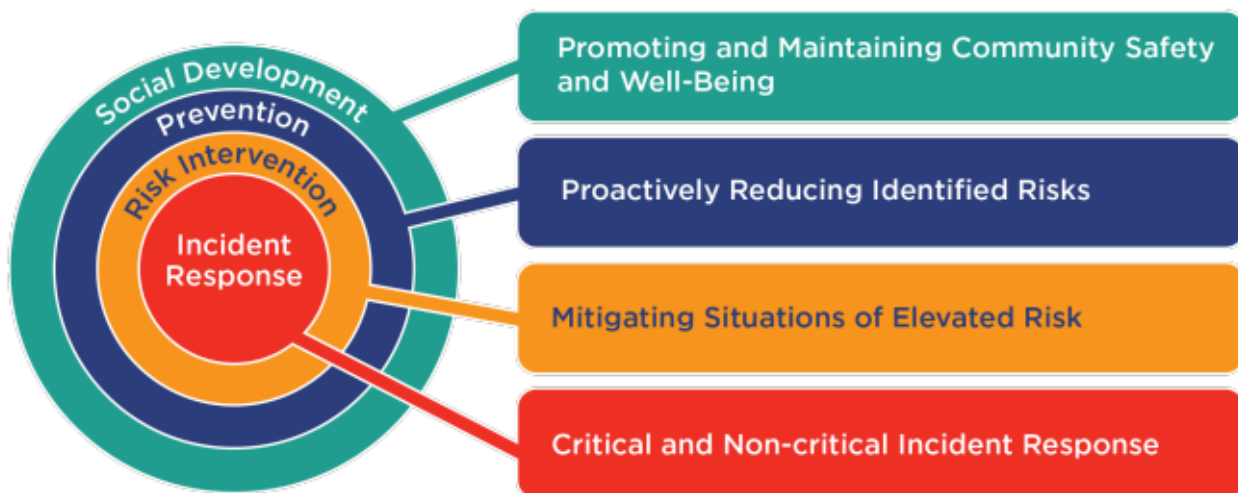 Social Development
Prevention
Risk Intervention
Incident
Response
Promoting and Maintaining Community Safety
and Well-Being
Proactively Reducing Identified Risks
Mitigating Situations of Elevated Risk
Critical and Non-critical Incident Response